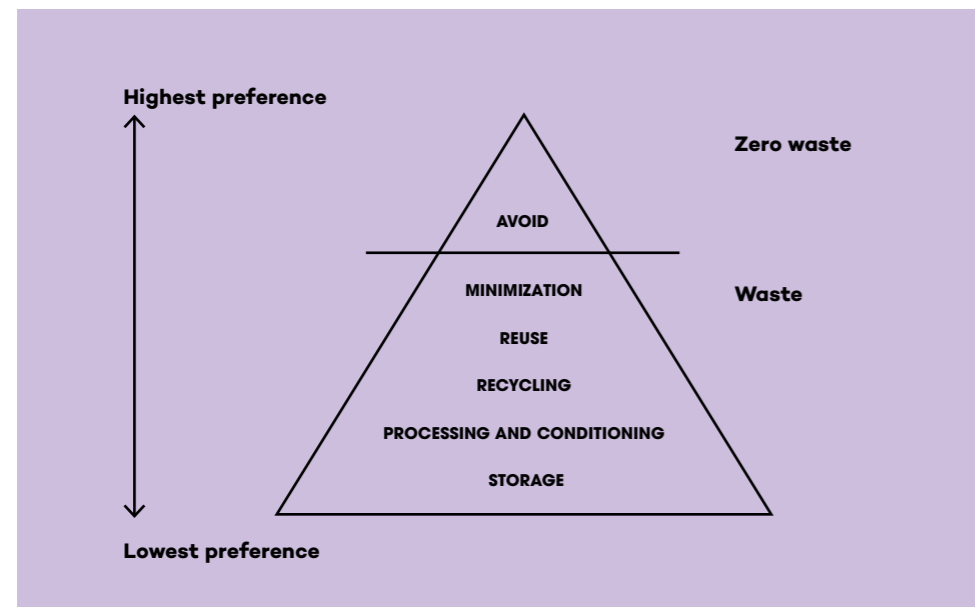 Highest preference
Zero waste
AVOID
MINIMIZATION
Waste
REUSE
RECYCLING
PROCESSING AND CONDITIONING
STORAGE
Lowest preference